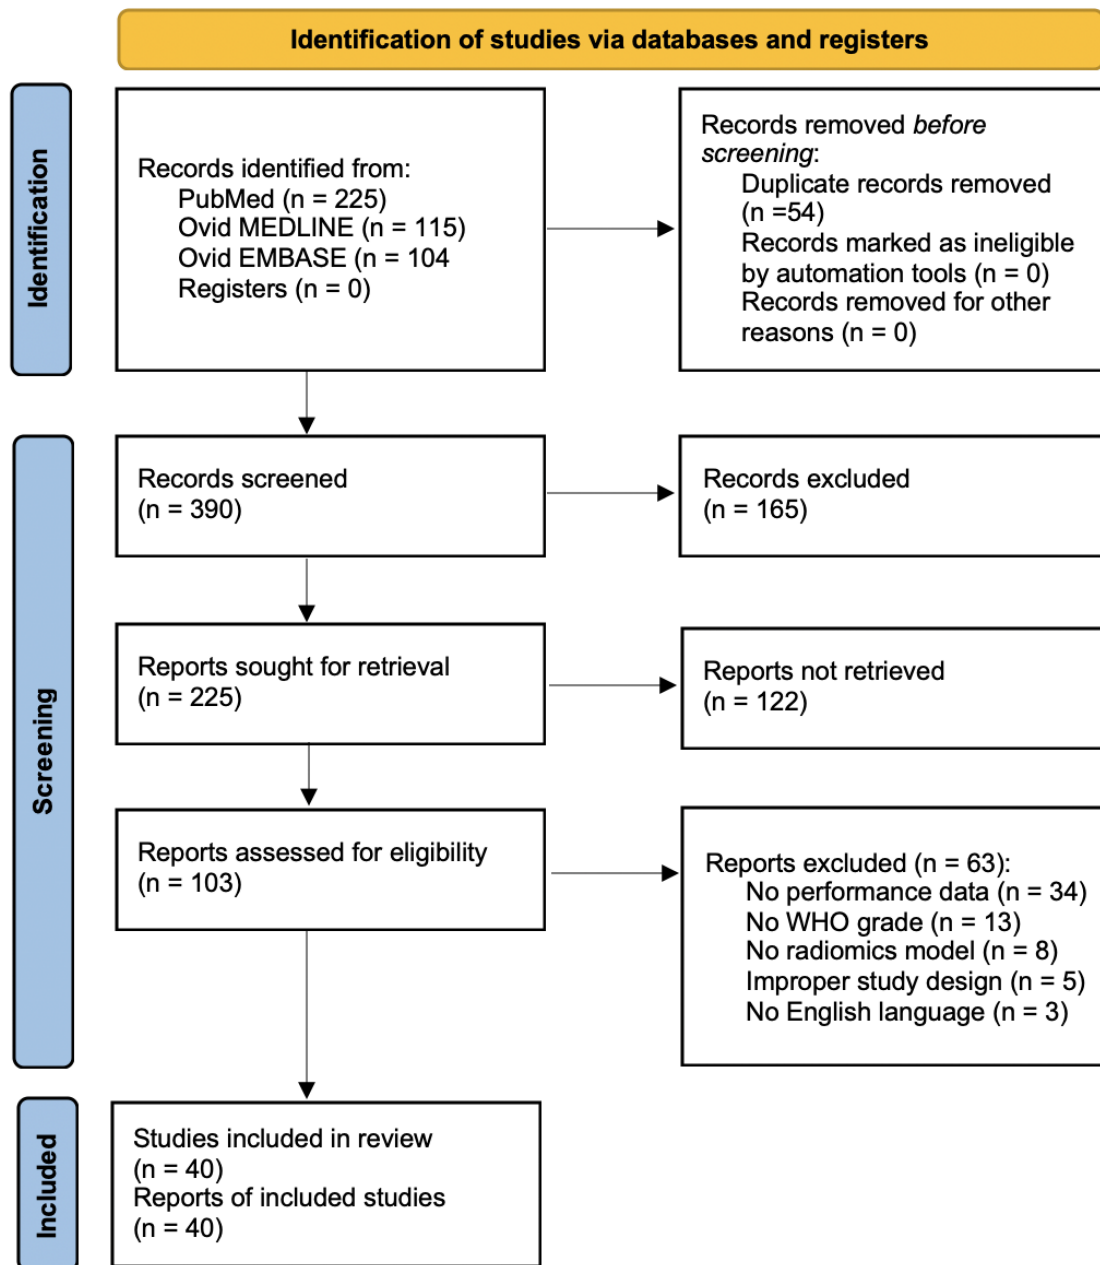 Identification of studies via databases and registers
Identification
Records identified from:
PubMed (n = 225)
Ovid MEDLINE (n = 115)
Ovid EMBASE (n = 104
Registers (n = 0)
Records removed before
screening:
Duplicate records removed
(n =54)
Records marked as ineligible
by automation tools (n = 0)
Records removed for other
reasons (n = 0)
Screening
Records screened
(n = 390)
Records excluded
(n = 165)
Reports sought for retrieval
(n = 225)
Reports not retrieved
(n = 122)
Reports assessed for eligibility
(n = 103)
Reports excluded (n = 63):
No performance data (n = 34)
No WHO grade (n = 13)
No radiomics model (n = 8)
Improper study design (n = 5)
No English language (n = 3)
Included
Studies included in review
(n = 40)
Reports of included studies
(n = 40)